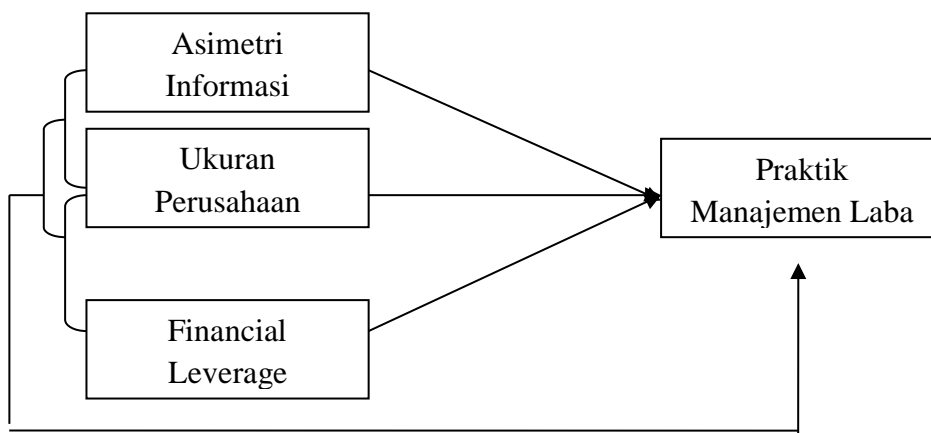 Asimetri
Informasi
Ukuran
Perusahaan
Praktik
Manajemen Laba
Financial
Leverage